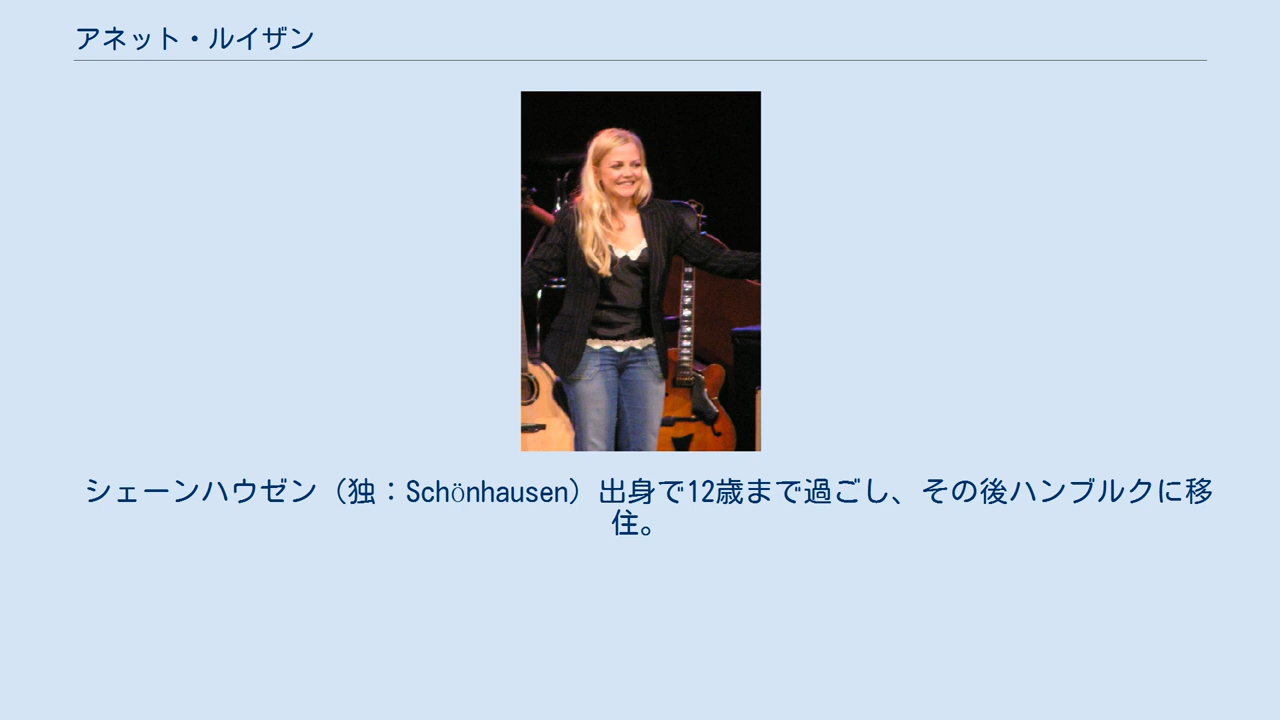 アネット・ルイザン
シェーンハウゼン（独：Schönhausen）出身で12歳まで過ごし、その後ハンブルクに移
住。